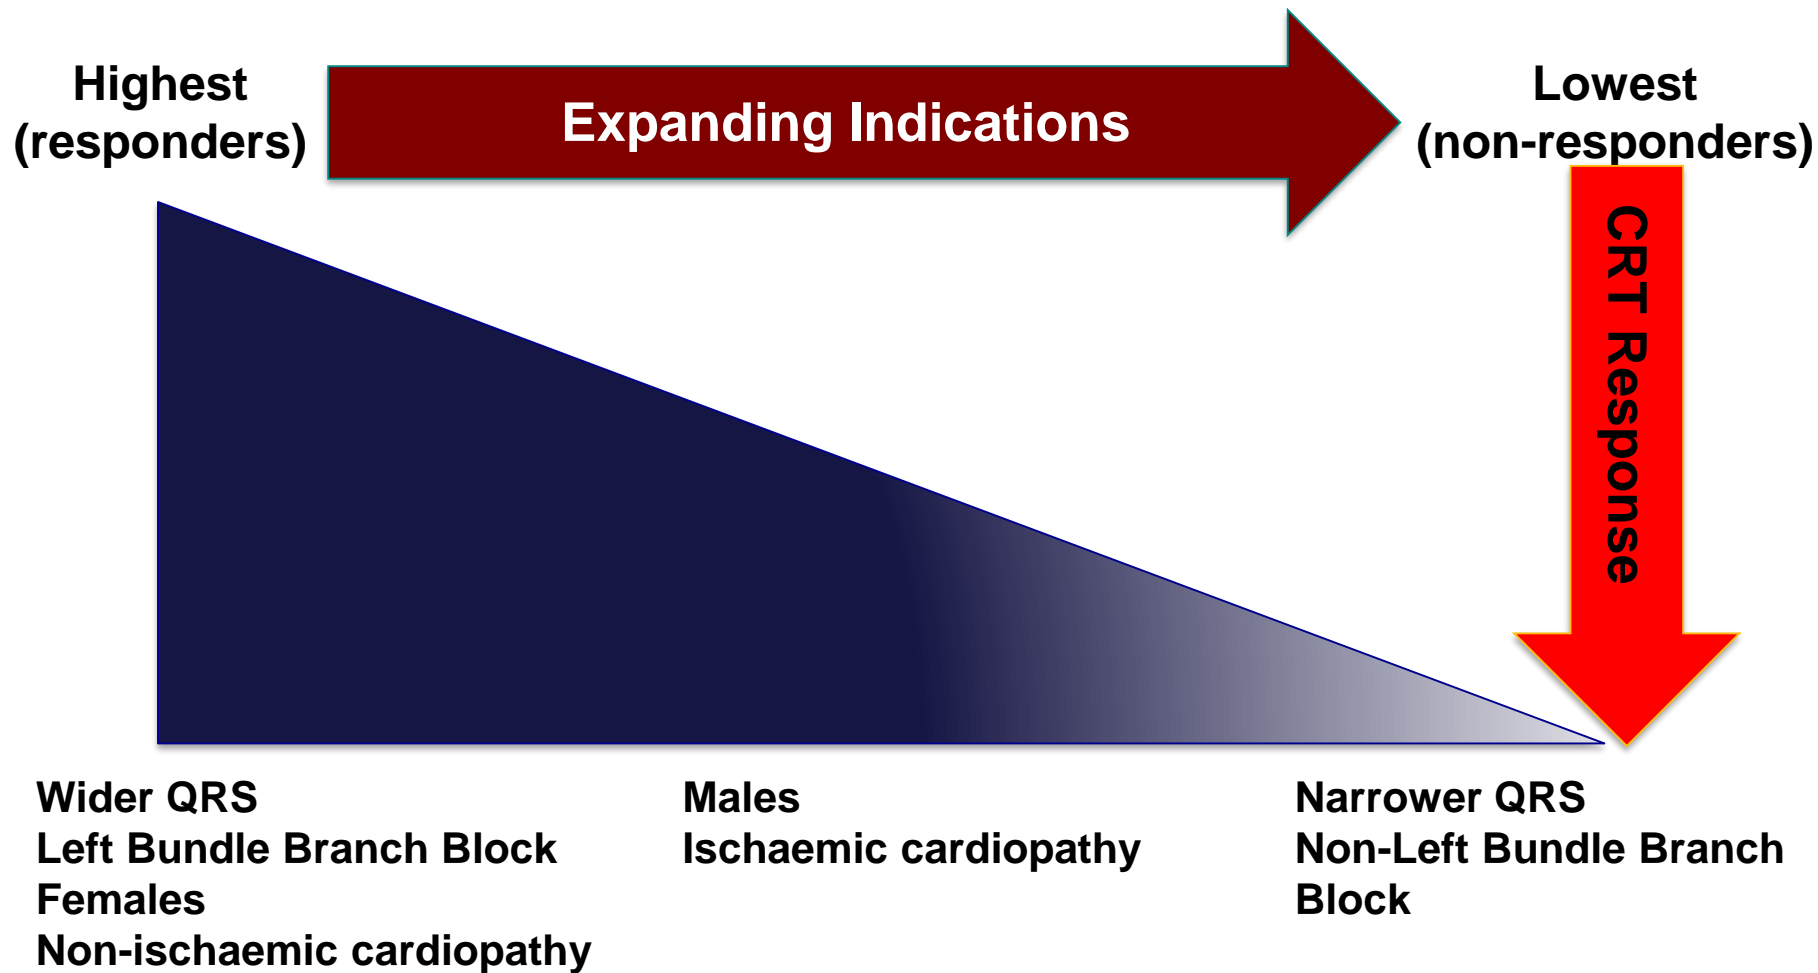 Highest
(responders)
Expanding Indications
Lowest
(non-responders)
CRT Response
Wider QRS
Left Bundle Branch Block
Females
Non-ischaemic cardiopathy
Males
Ischaemic cardiopathy
Narrower QRS
Non-Left Bundle Branch
Block